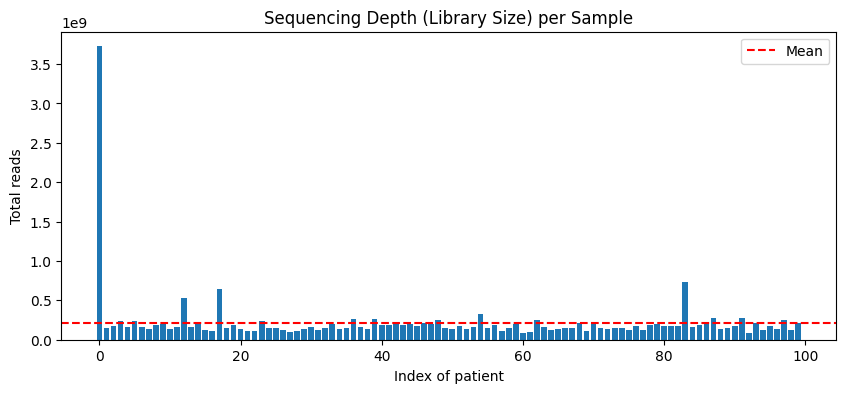 Sequencing Depth (Library Size) per Sample
1e9
3.5
3.0
2.5
2.0
1.5
1.0
0.5
0.0
Total reads
Mean
0 20 40 60 80 100
Index of patient